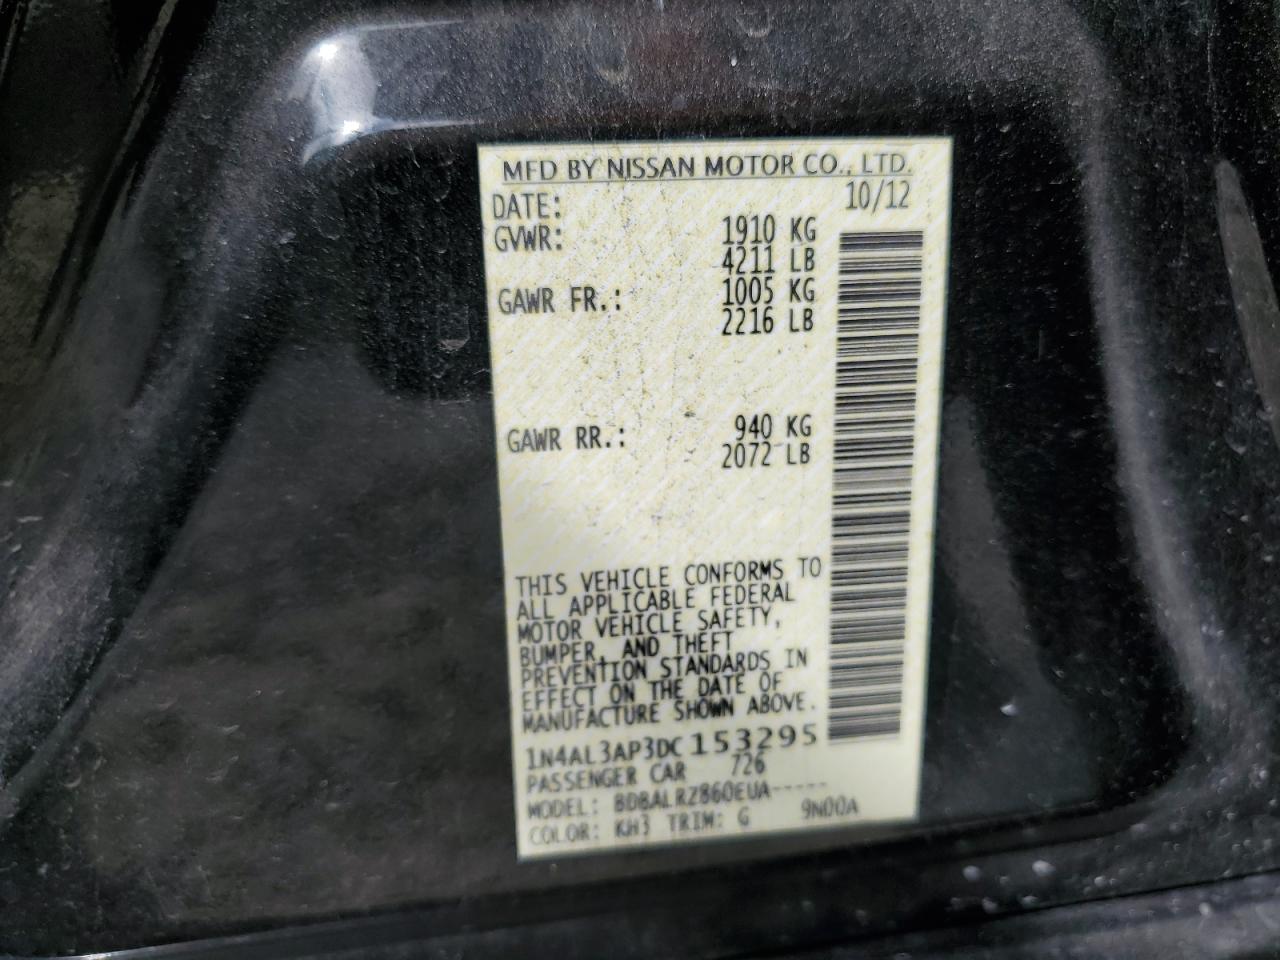 MFD BY NISSAN MOTOR CO., LTD.
DATE: 10/12
GVWR: 1910 KG
4211 LB
GAWR FR.: 1005 KG
2216 LB
GAWR RR.: 940 KG
2072 LB
THIS VEHICLE CONFORMS TO
ALL APPLICABLE FEDERAL
MOTOR VEHICLE SAFETY,
BUMPER, AND THEFT
PREVENTION STANDARDS IN
EFFECT ON THE DATE OF
MANUFACTURE SHOWN ABOVE.
1N4AL3AP3DC153295
PASSENGER CAR 726
MODEL: BDBALRZ860EUA-----
COLOR: KH3 TRIM: G 9N00A